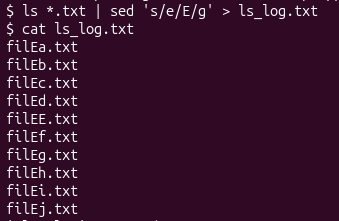 $ ls *.txt | sed 's/e/E/g' > ls_log.txt
$ cat ls_log.txt
filEa.txt
filEb.txt
filEc.txt
filEd.txt
filEE.txt
filEf.txt
filEg.txt
filEh.txt
filEi.txt
filEj.txt